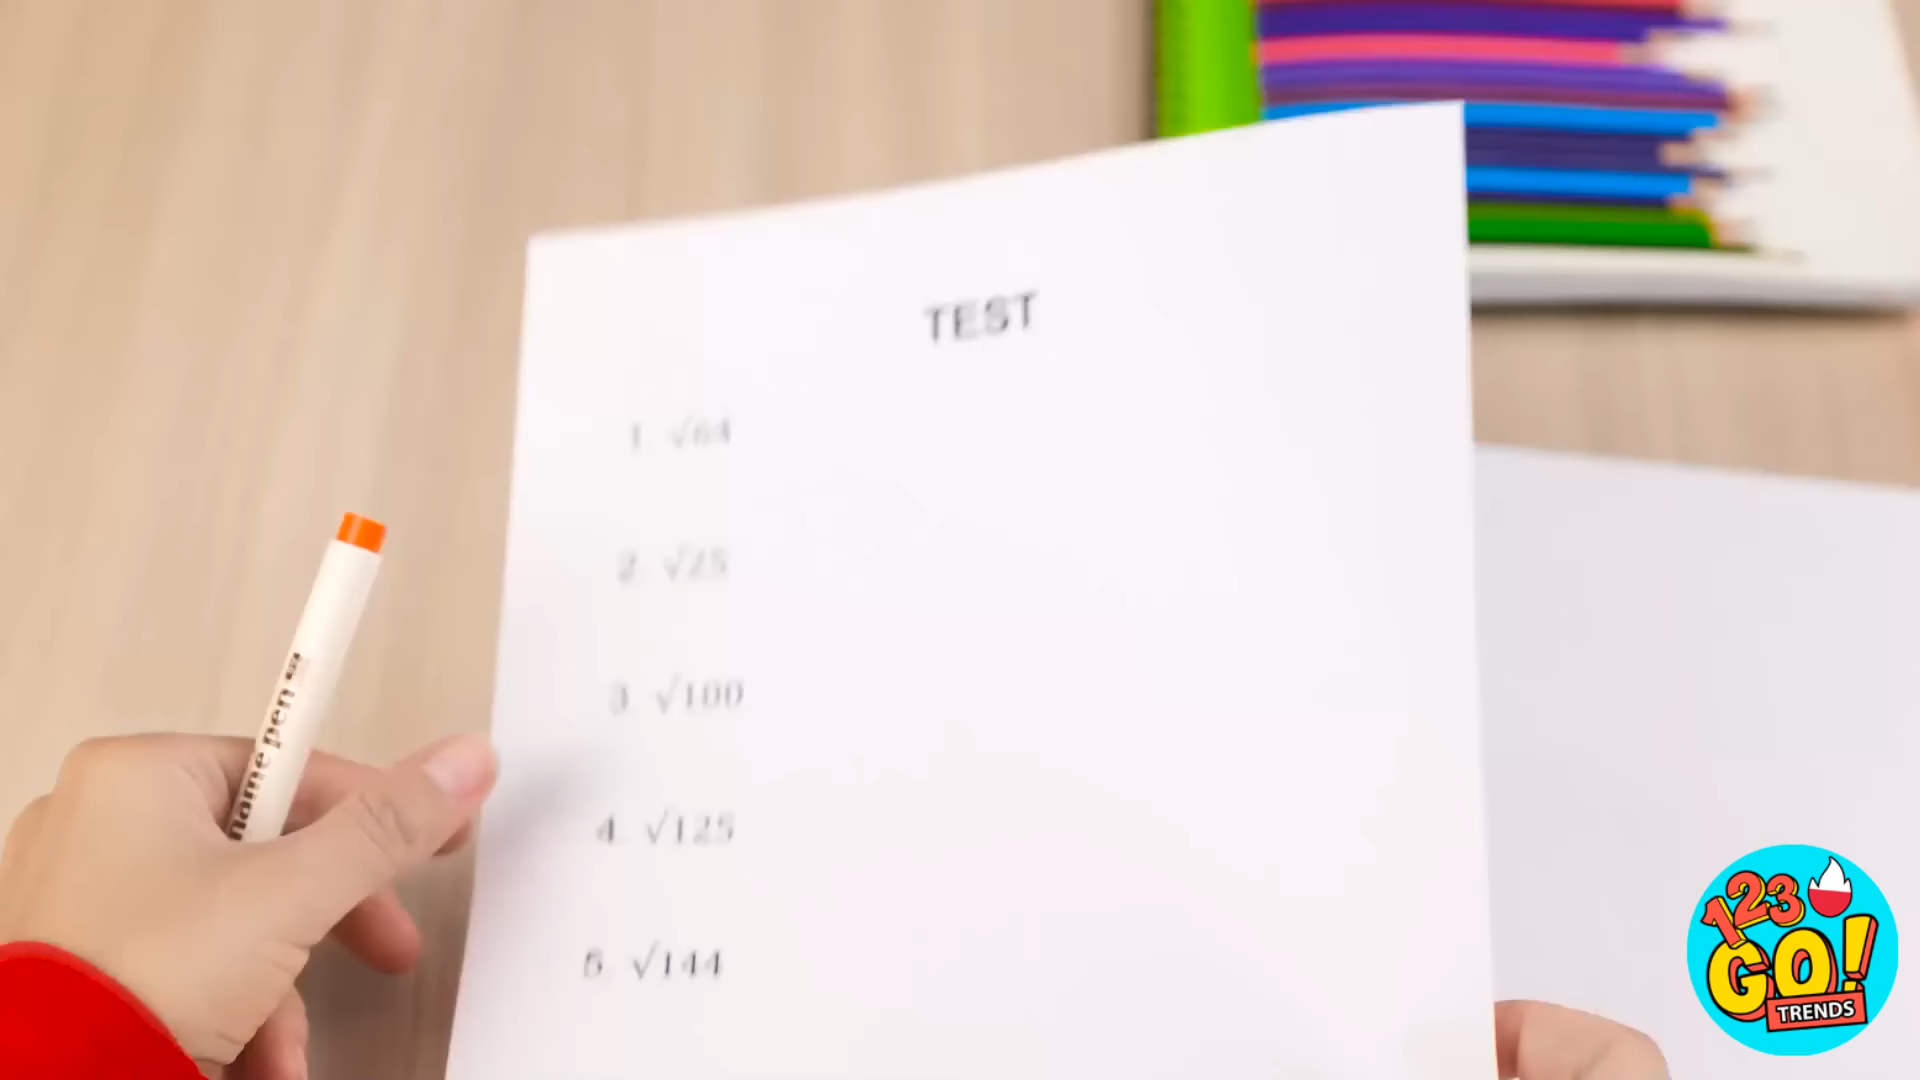 TEST
1. √64
2. √25
3. √100
4. √125
5. √144
name pen
123
GO!
TRENDS